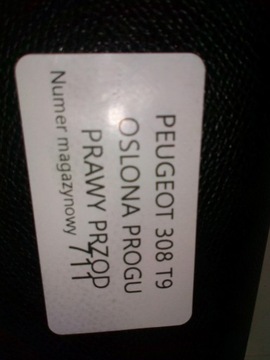 PEUGEOT 308 T9
OSLONA PROGU
PRAWY PRZOD
Numer magazynowy 711